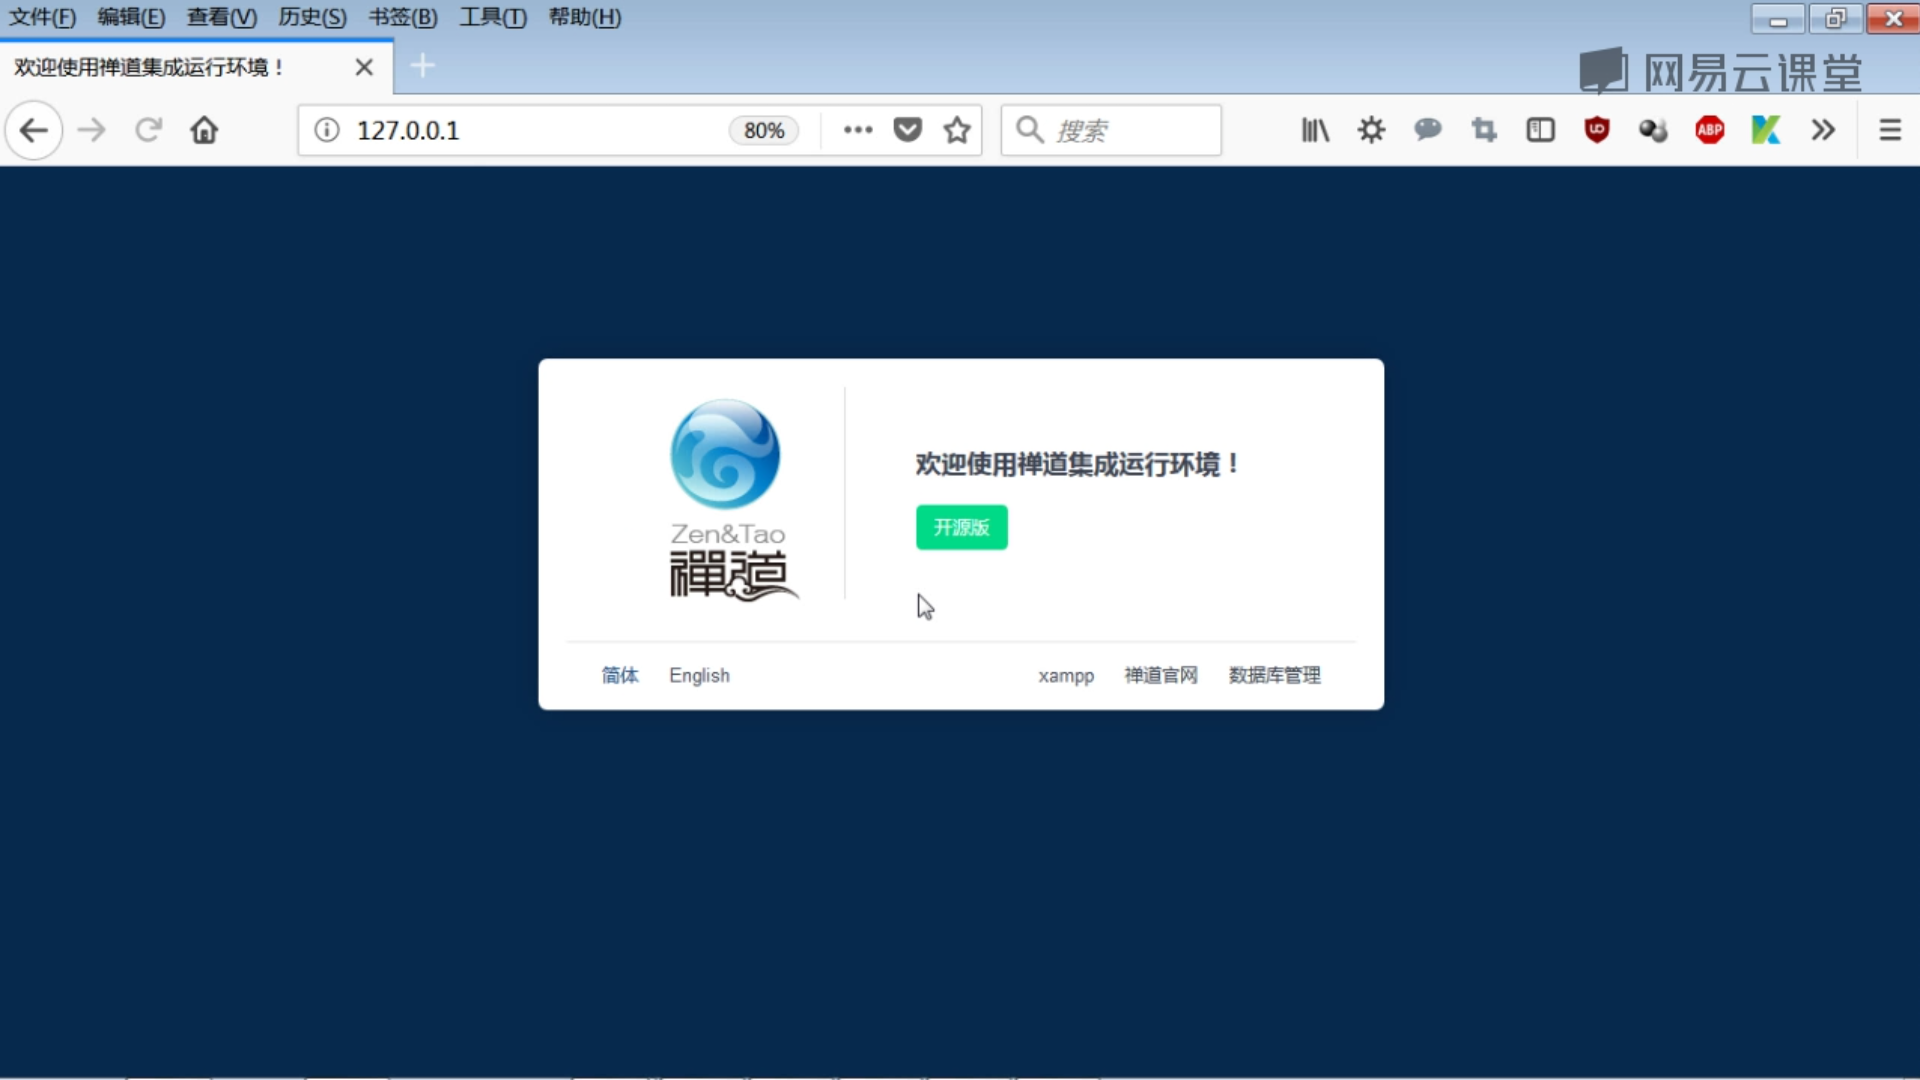 文件(F) 编辑(E) 查看(V) 历史(S) 书签(B) 工具(T) 帮助(H)
欢迎使用禅道集成运行环境！
网易云课堂
127.0.0.1 80% 搜索
UO ABP
Zen&Tao
禪道
欢迎使用禅道集成运行环境！
开源版
简体 English xampp 禅道官网 数据库管理